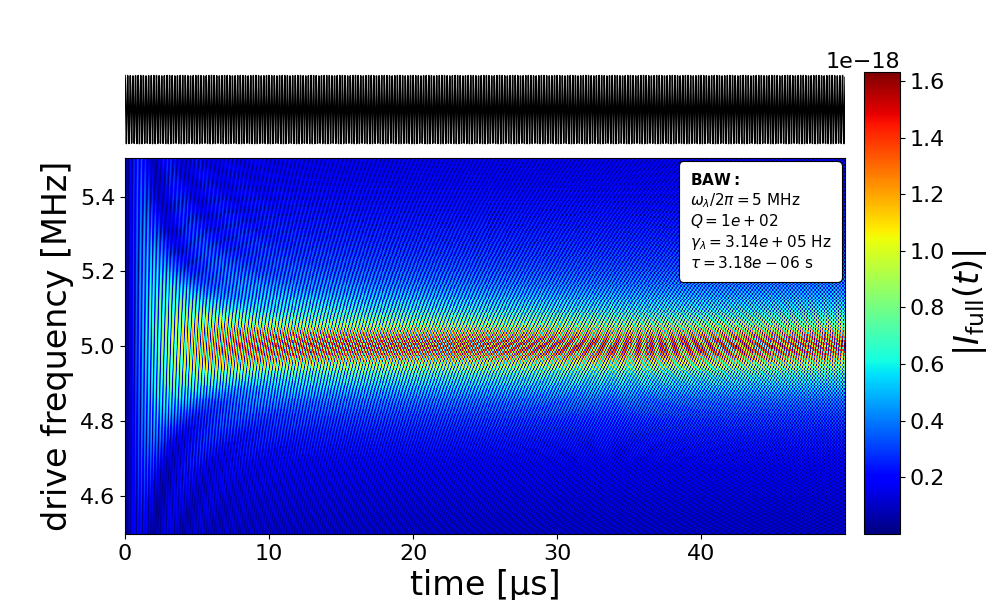 1e−18
BAW :
ωλ/2π = 5 MHz
Q = 1e + 02
γλ = 3.14e + 05 Hz
τ = 3.18e − 06 s
drive frequency [MHz]
5.4
5.2
5.0
4.8
4.6
0
10
20
30
40
time [µs]
1.6
1.4
1.2
1.0
0.8
0.6
0.4
0.2
|Ifull(t)|